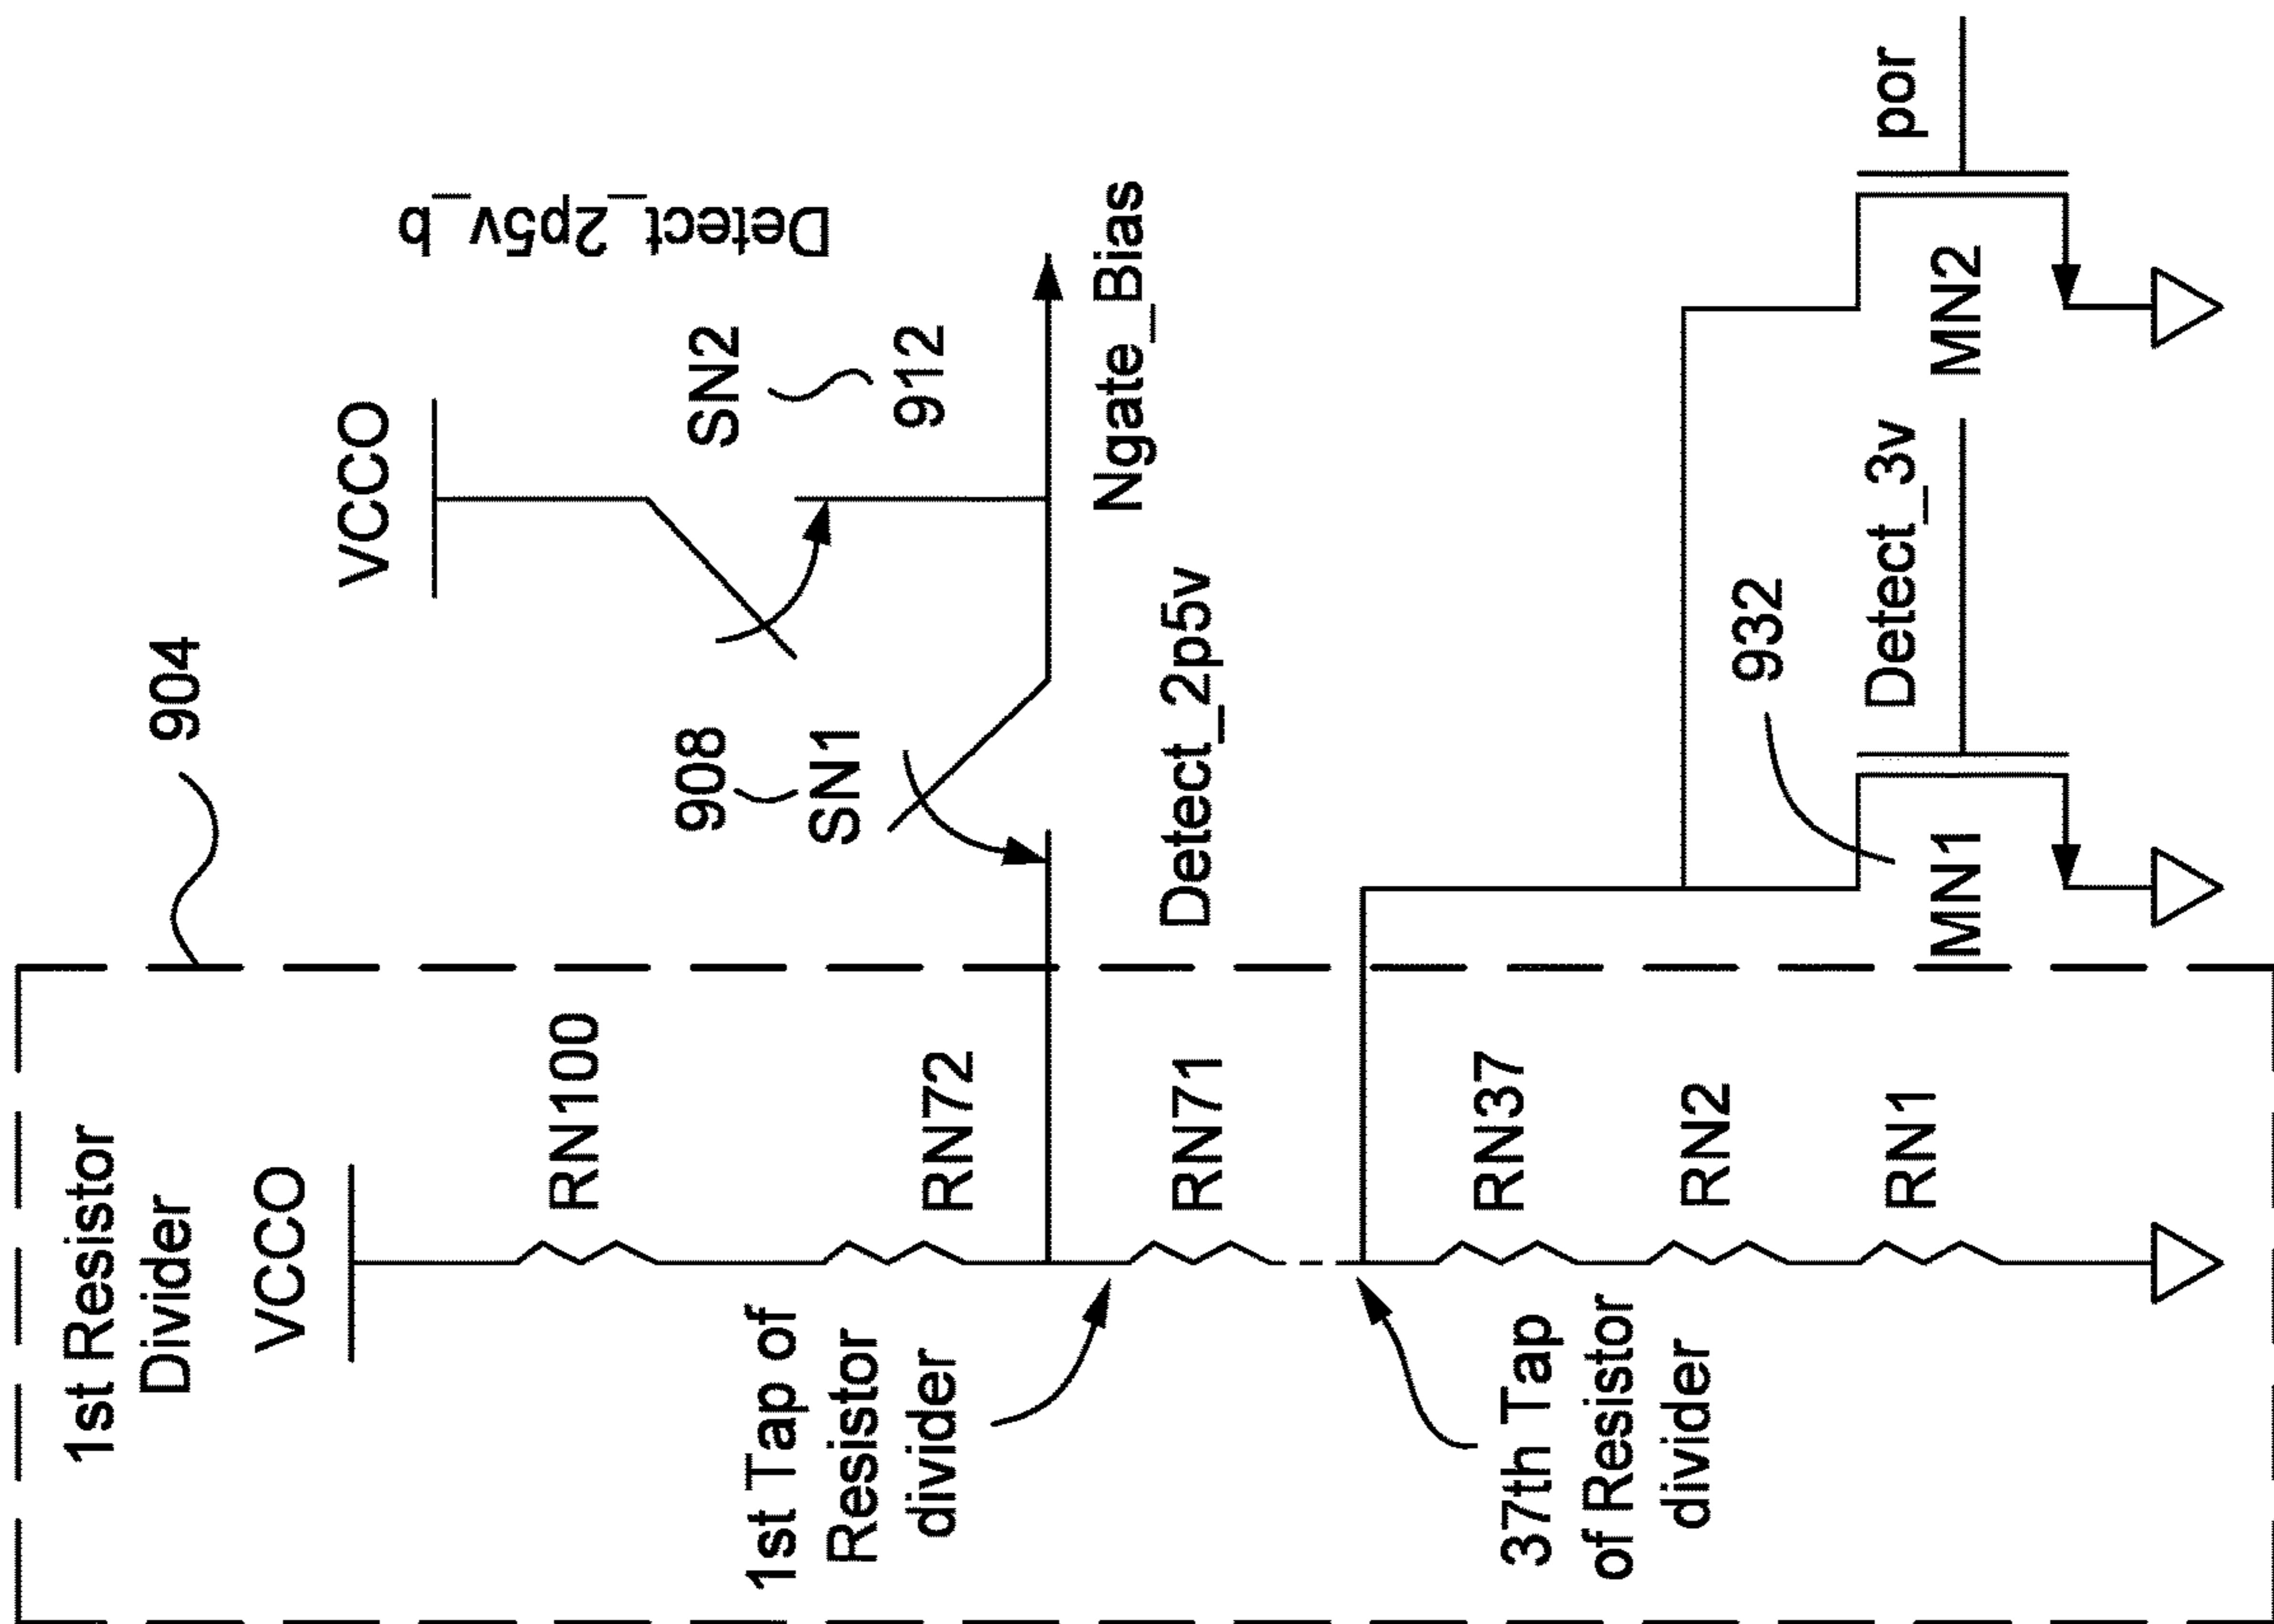 1st Resistor
Divider
VCCO
RN100
RN72
1st Tap of
Resistor
divider
RN71
37th Tap
of Resistor
divider
RN37
RN2
RN1
904
VCCO
908
SN1
SN2
912
Detect_2p5v_b
Ngate_Bias
Detect_2p5v
932
Detect_3v
MN1
MN2
por